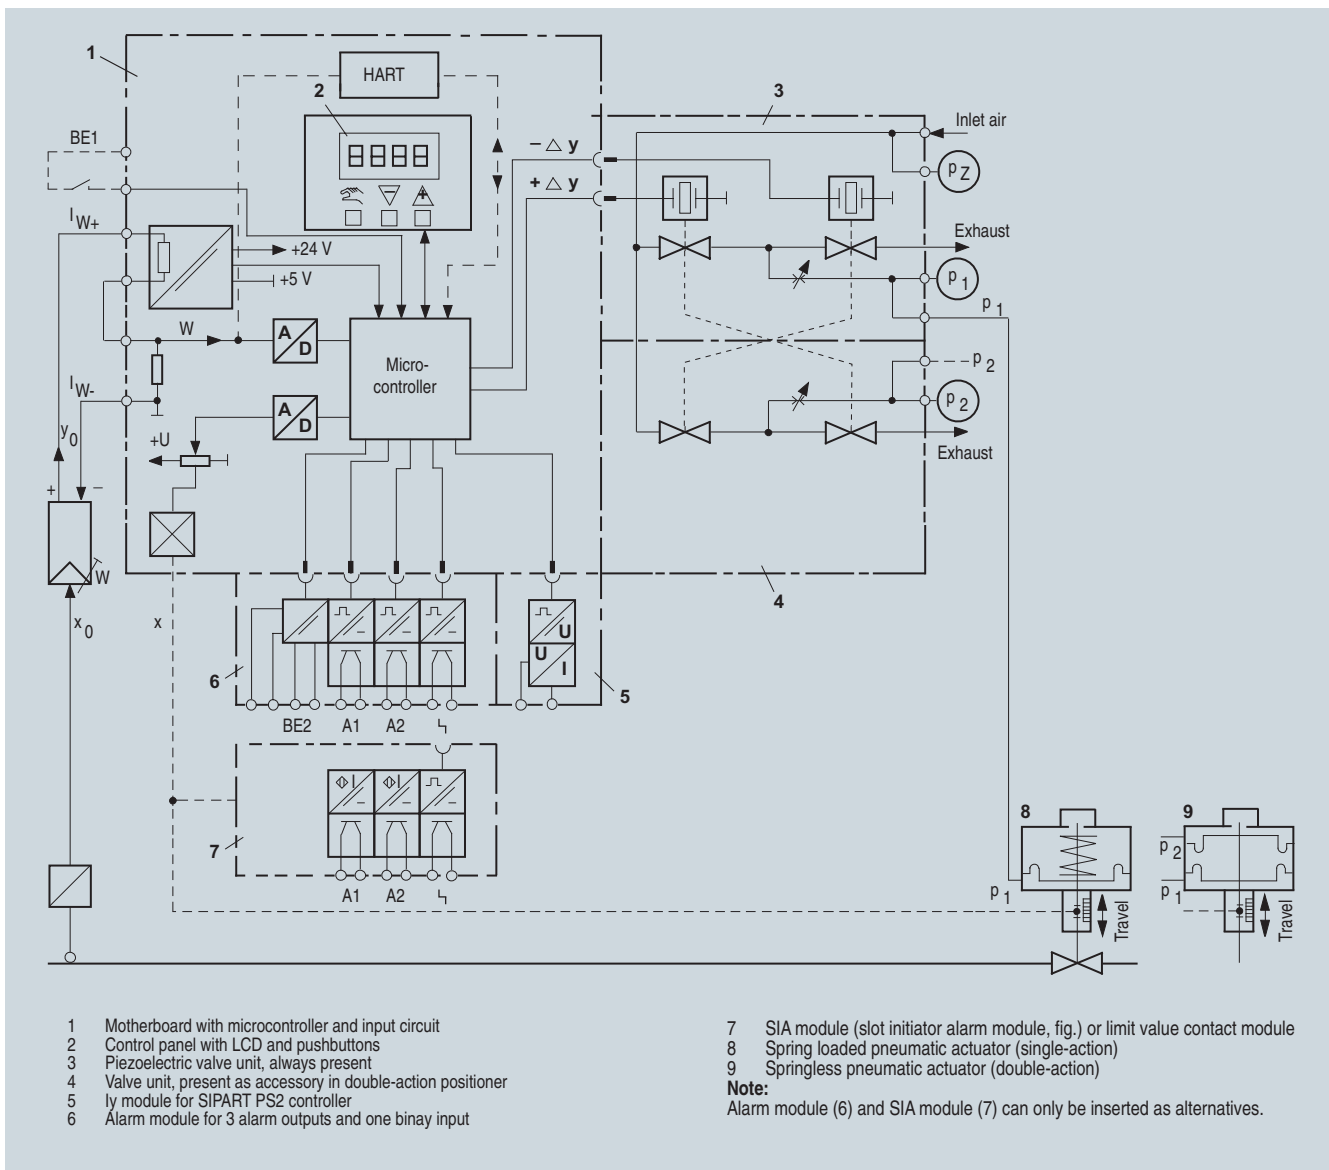 1
HART
2
3
Inlet air
BE1
− △ y
p Z
+ △ y
I W+
Exhaust
+24 V
p 1
+5 V
p 1
W
A
D
Micro-
controller
p 2
I W-
A
D
p 2
y 0
+U
Exhaust
+ −
W
4
x 0
x
U
U
I
6
5
BE2 A1 A2
I I
7
8
9
p 2
A1 A2
p 1
p 1
Travel
Travel
1 Motherboard with microcontroller and input circuit
2 Control panel with LCD and pushbuttons
3 Piezoelectric valve unit, always present
4 Valve unit, present as accessory in double-action positioner
5 Iy module for SIPART PS2 controller
6 Alarm module for 3 alarm outputs and one binay input
7 SIA module (slot initiator alarm module, fig.) or limit value contact module
8 Spring loaded pneumatic actuator (single-action)
9 Springless pneumatic actuator (double-action)
Note:
Alarm module (6) and SIA module (7) can only be inserted as alternatives.